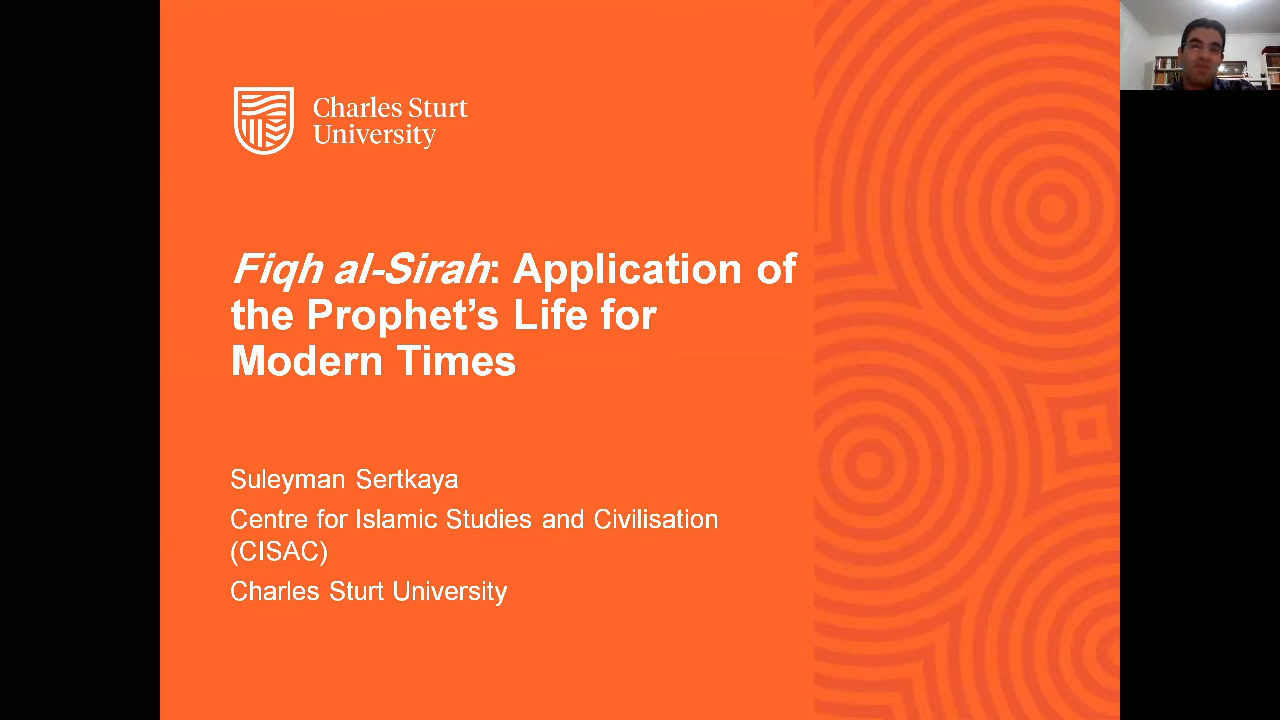 Charles Sturt
University
Fiqh al-Sirah: Application of
the Prophet’s Life for
Modern Times
Suleyman Sertkaya
Centre for Islamic Studies and Civilisation
(CISAC)
Charles Sturt University